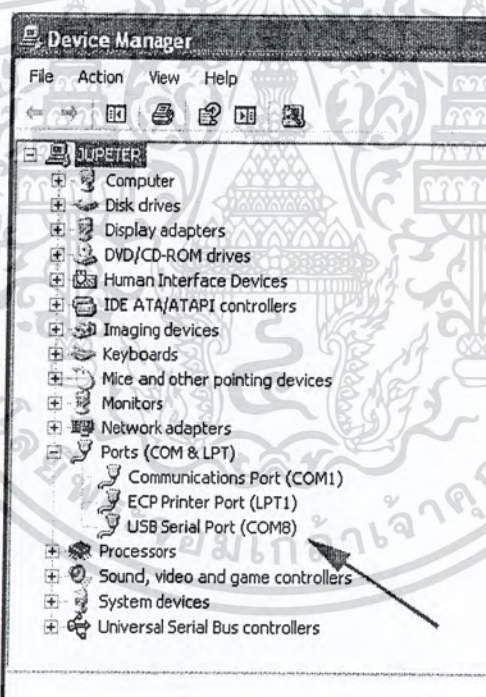 Device Manager
File Action View Help
JUPETER
Computer
Disk drives
Display adapters
DVD/CD-ROM drives
Human Interface Devices
IDE ATA/ATAPI controllers
Imaging devices
Keyboards
Mice and other pointing devices
Monitors
Network adapters
Ports (COM & LPT)
Communications Port (COM1)
ECP Printer Port (LPT1)
USB Serial Port (COM8)
Processors
Sound, video and game controllers
System devices
Universal Serial Bus controllers